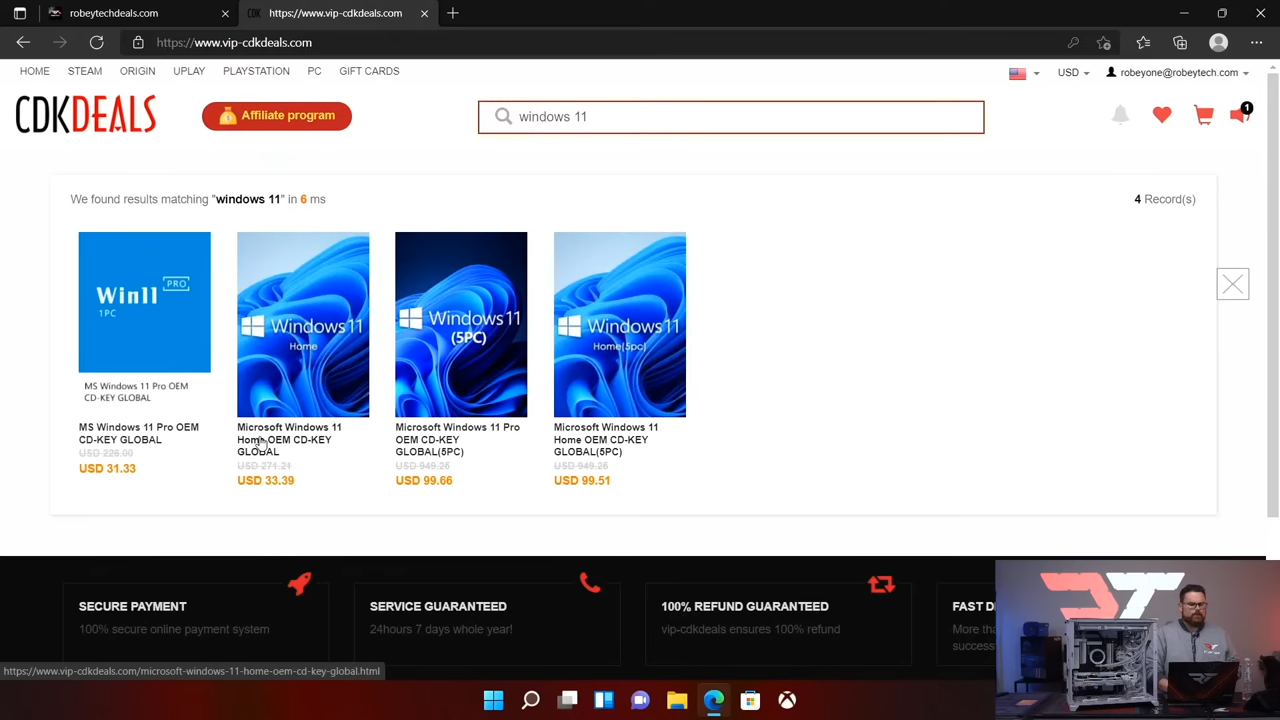 robeytechdeals.com
CDK
https://www.vip-cdkdeals.com
https://www.vip-cdkdeals.com
HOME STEAM ORIGIN UPLAY PLAYSTATION PC GIFT CARDS
USD robeyone@robeytech.com
CDKDEALS
Affiliate program
windows 11
1
We found results matching "windows 11" in 6 ms
4 Record(s)
Win11 PRO
1PC
MS Windows 11 Pro OEM
CD-KEY GLOBAL
Windows 11
Home
Windows 11
(5PC)
Windows 11
Home(5pc)
MS Windows 11 Pro OEM
CD-KEY GLOBAL
USD 226.00
USD 31.33
Microsoft Windows 11
Home OEM CD-KEY
GLOBAL
USD 271.21
USD 33.39
Microsoft Windows 11 Pro
OEM CD-KEY
GLOBAL(5PC)
USD 949.25
USD 99.66
Microsoft Windows 11
Home OEM CD-KEY
GLOBAL(5PC)
USD 949.25
USD 99.51
SECURE PAYMENT
100% secure online payment system
SERVICE GUARANTEED
24hours 7 days whole year!
100% REFUND GUARANTEED
vip-cdkdeals ensures 100% refund
FAST D
More tha
success
https://www.vip-cdkdeals.com/microsoft-windows-11-home-oem-cd-key-global.html